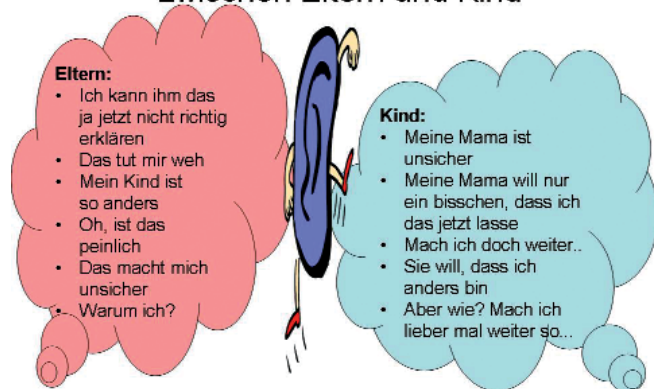 Zwischen Eltern und Kind
Eltern:
• Ich kann ihm das
ja jetzt nicht richtig
erklären
• Das tut mir weh
• Mein Kind ist
so anders
• Oh, ist das
peinlich
• Das macht mich
unsicher
• Warum ich?
Kind:
• Meine Mama ist
unsicher
• Meine Mama will nur
ein bisschen, dass ich
das jetzt lasse
• Mach ich doch weiter..
• Sie will, dass ich
anders bin
• Aber wie? Mach ich
lieber mal weiter so...